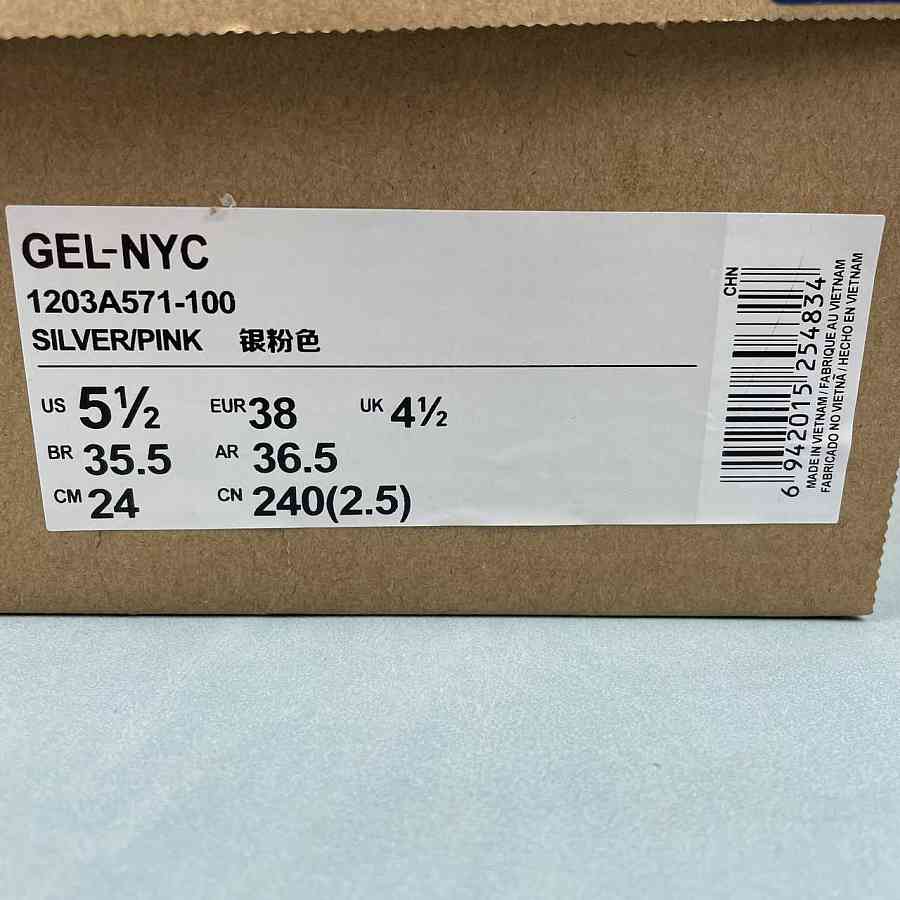 GEL-NYC
1203A571-100
SILVER/PINK 银粉色
US 5½ EUR 38 UK 4½
BR 35.5 AR 36.5
CM 24 CN 240(2.5)
CHN
6 942015 254834
MADE IN VIETNAM / FABRIQUE AU VIETNAM
FABRICADO NO VIETNÃ / HECHO EN VIETNAM